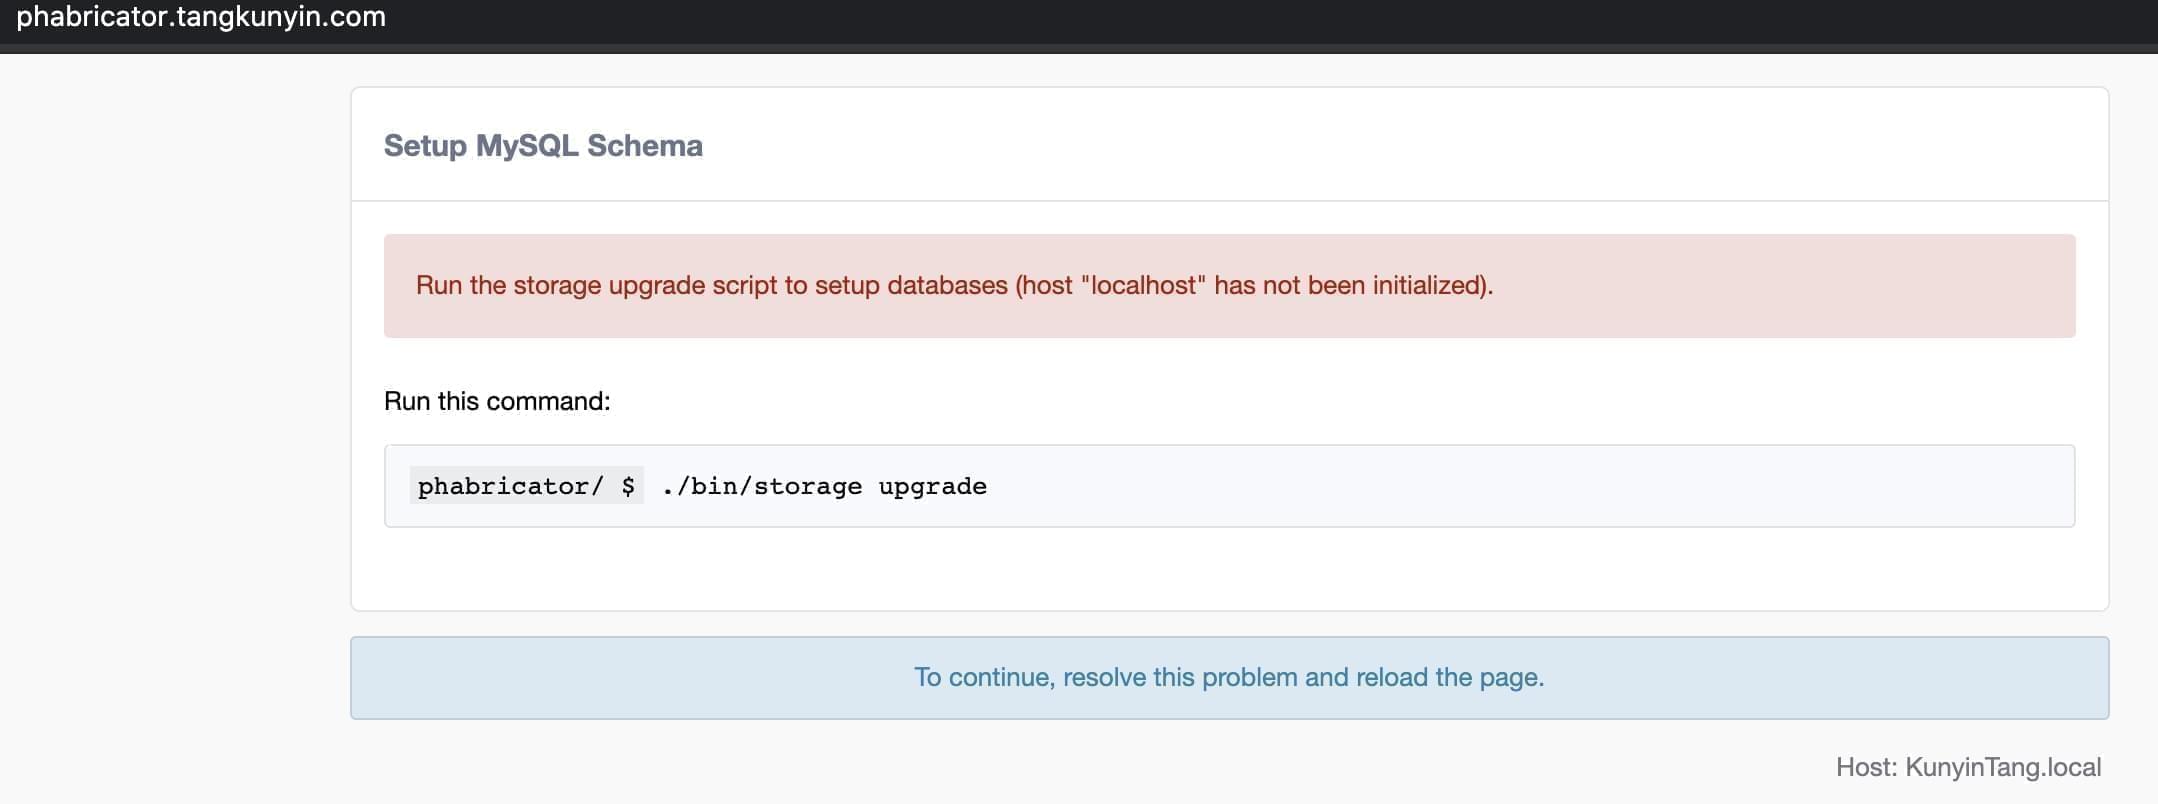 phabricator.tangkunyin.com
Setup MySQL Schema
Run the storage upgrade script to setup databases (host "localhost" has not been initialized).
Run this command:
phabricator/ $ ./bin/storage upgrade
To continue, resolve this problem and reload the page.
Host: KunyinTang.local